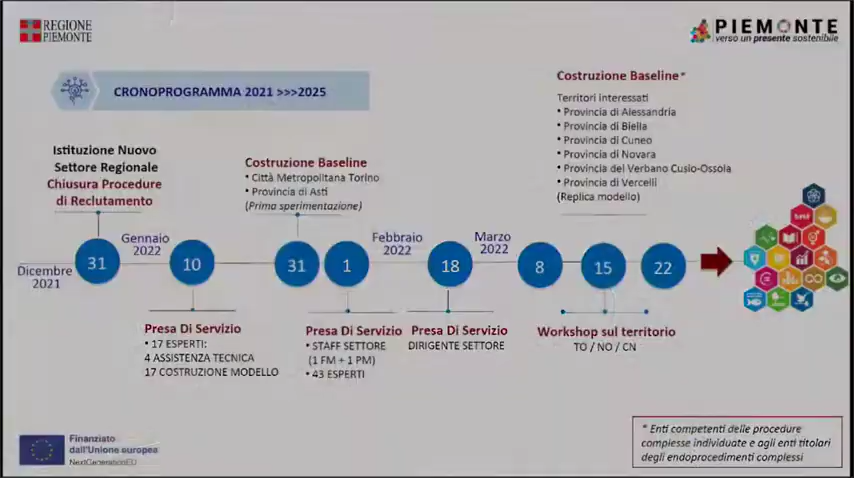 REGIONE
PIEMONTE
PIEMONTE
verso un presente sostenibile
CRONOPROGRAMMA 2021 >>>2025
Costruzione Baseline*
Territori interessati
• Provincia di Alessandria
• Provincia di Biella
• Provincia di Cuneo
• Provincia di Novara
• Provincia del Verbano Cusio-Ossola
• Provincia di Vercelli
(Replica modello)
Istituzione Nuovo
Settore Regionale
Chiusura Procedure
di Reclutamento
Costruzione Baseline
• Città Metropolitana Torino
• Provincia di Asti
(Prima sperimentazione)
Dicembre
2021
31
Gennaio
2022
10
31
1
Febbraio
2022
18
Marzo
2022
8
15
22
Presa Di Servizio
• 17 ESPERTI:
4 ASSISTENZA TECNICA
17 COSTRUZIONE MODELLO
Presa Di Servizio
• STAFF SETTORE
(1 FM + 1 PM)
• 43 ESPERTI
Presa Di Servizio
DIRIGENTE SETTORE
Workshop sul territorio
TO / NO / CN
Finanziato
dall'Unione europea
NextGenerationEU
* Enti competenti delle procedure
complesse individuate e agli enti titolari
degli endoprocedimenti complessi